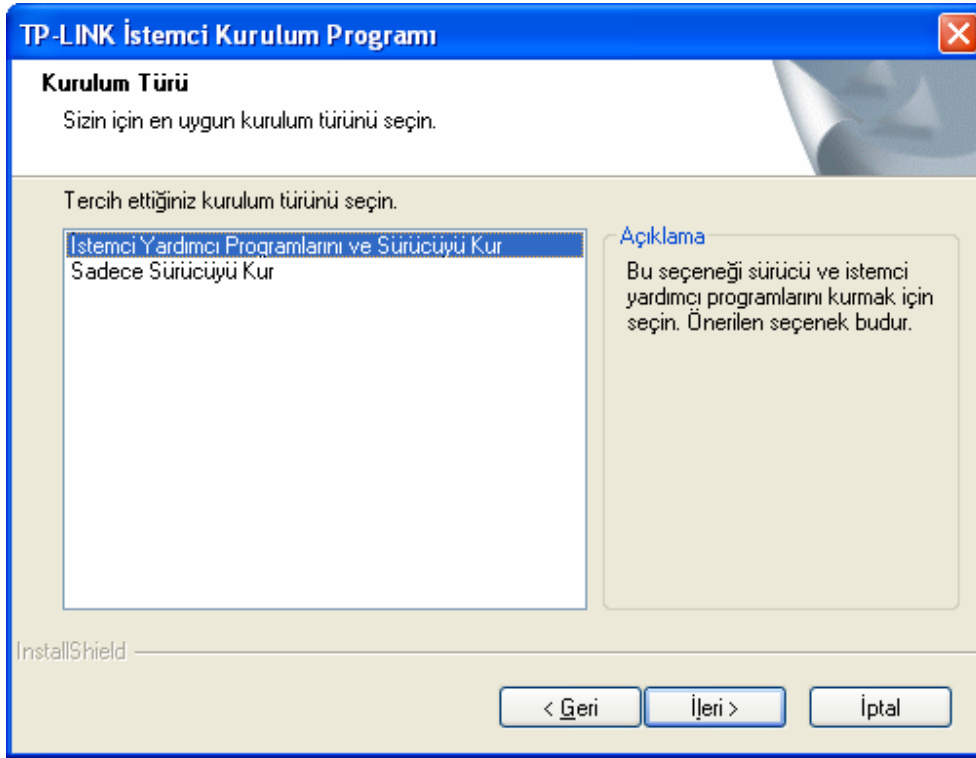 TP-LINK İstemci Kurulum Programı
Kurulum Türü
Sizin için en uygun kurulum türünü seçin.
Tercih ettiğiniz kurulum türünü seçin.
İstemci Yardımcı Programlarını ve Sürücüyü Kur
Sadece Sürücüyü Kur
Açıklama
Bu seçeneği sürücü ve istemci
yardımcı programlarını kurmak için
seçin. Önerilen seçenek budur.
InstallShield
< Geri
İleri >
İptal